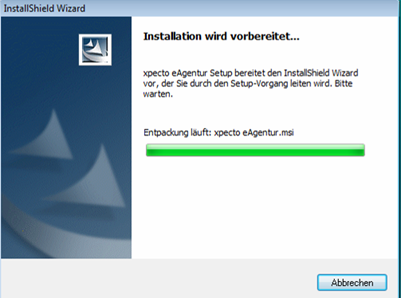 InstallShield Wizard
Installation wird vorbereitet...
xpecto eAgentur Setup bereitet den InstallShield Wizard
vor, der Sie durch den Setup-Vorgang leiten wird. Bitte
warten.
Entpackung läuft: xpecto eAgentur.msi
Abbrechen